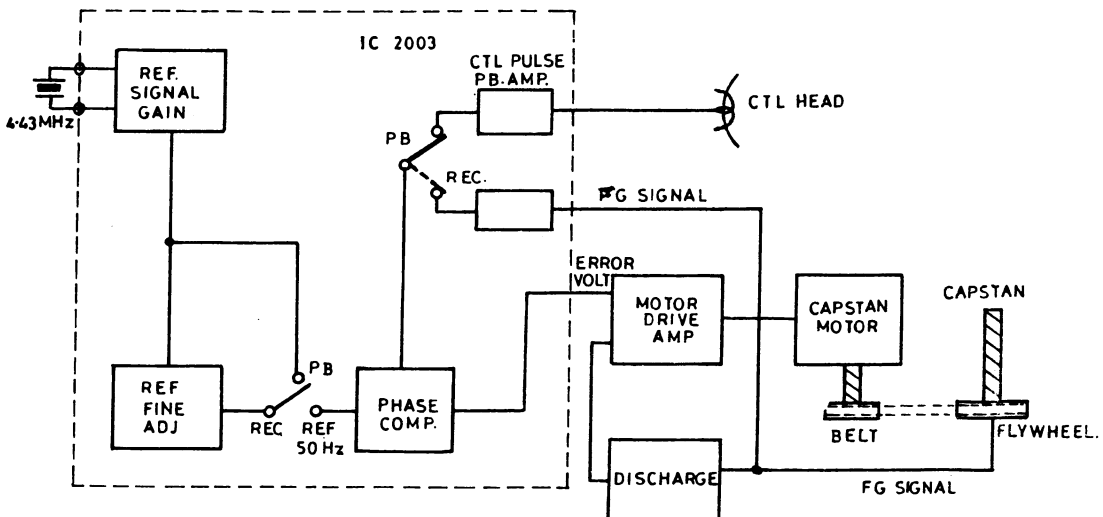 IC 2003
REF.
SIGNAL
GAIN
4.43MHz
CTL PULSE
PB. AMP.
CTL HEAD
PB
REC.
FG SIGNAL
ERROR
VOLT
MOTOR
DRIVE
AMP
CAPSTAN
MOTOR
CAPSTAN
REF
FINE
ADJ
PB
REC
REF
50 Hz
PHASE
COMP.
BELT
FLYWHEEL.
DISCHARGE
FG SIGNAL